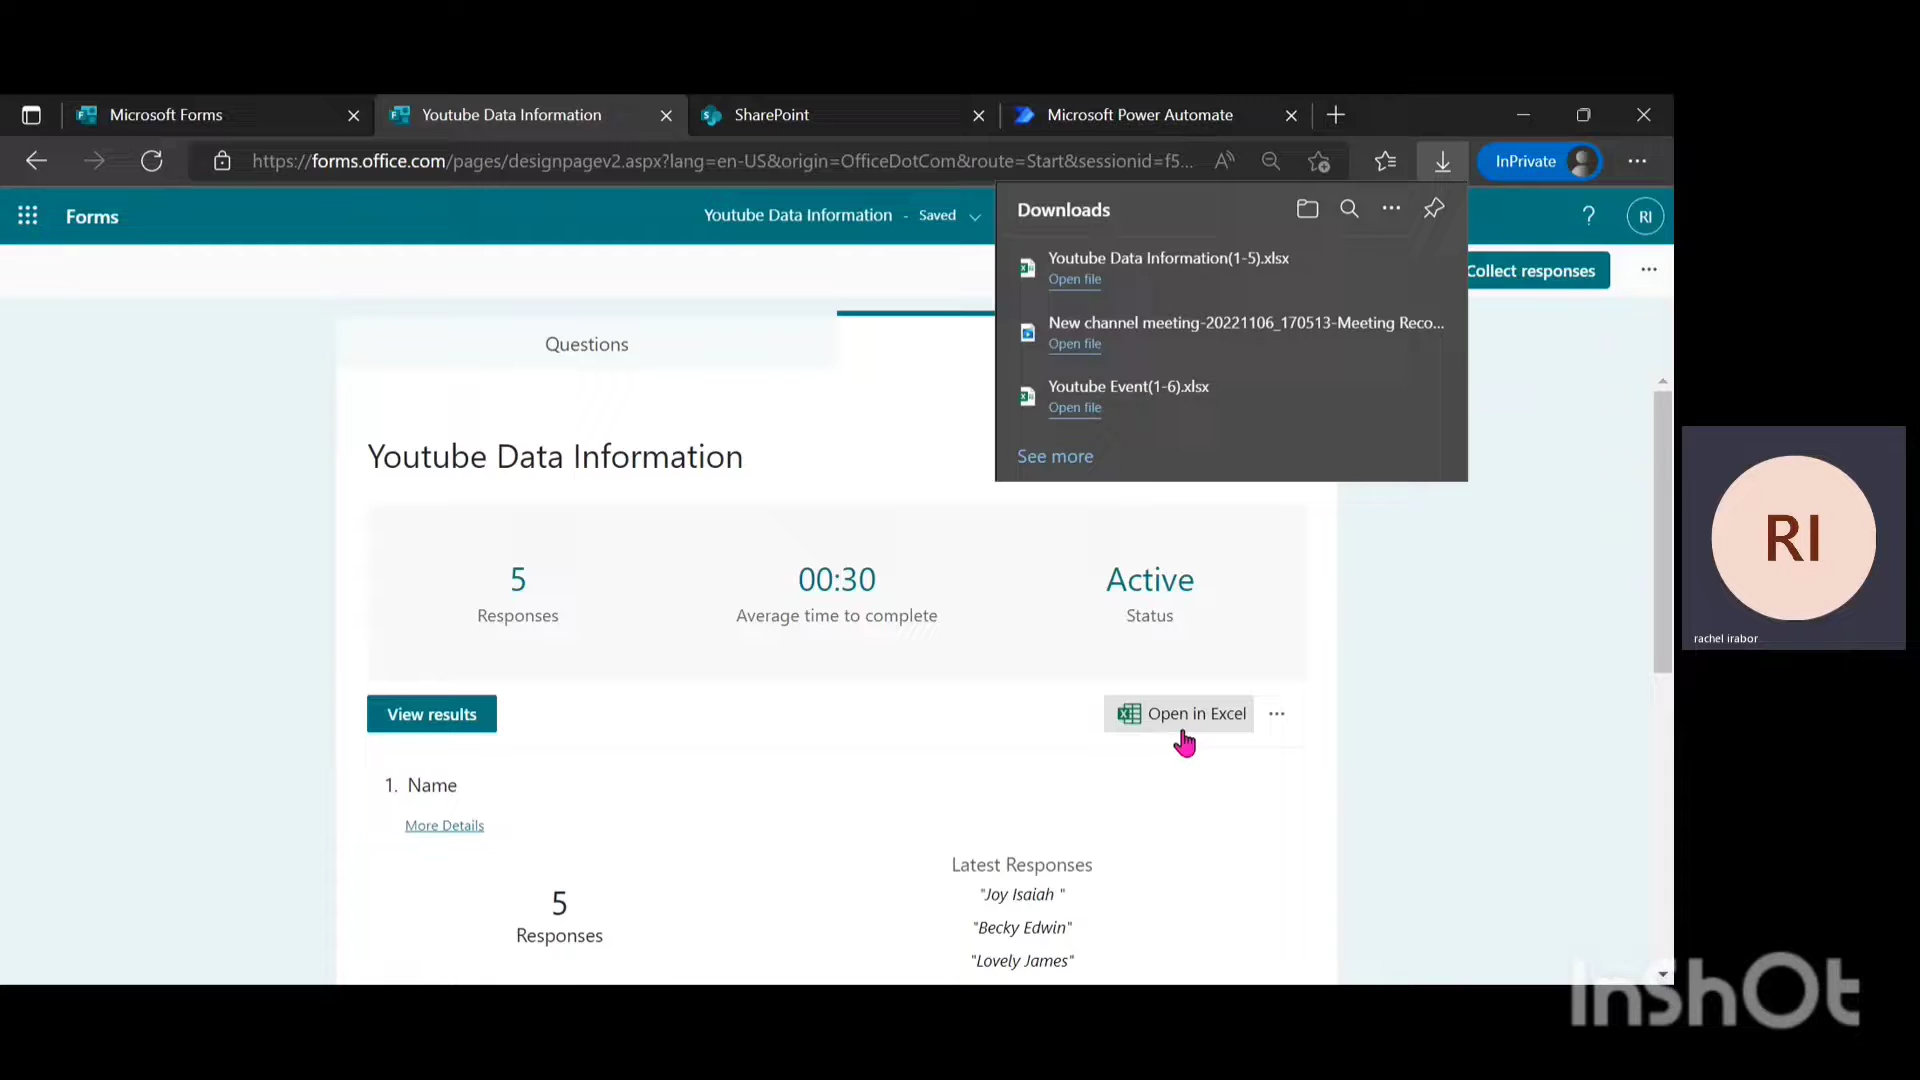 Microsoft Forms
Youtube Data Information
SharePoint
Microsoft Power Automate
https://forms.office.com/pages/designpagev2.aspx?lang=en-US&origin=OfficeDotCom&route=Start&sessionid=f5...
InPrivate
Forms
Youtube Data Information - Saved
?
RI
Downloads
Youtube Data Information(1-5).xlsx
Open file
New channel meeting-20221106_170513-Meeting Reco...
Open file
Youtube Event(1-6).xlsx
Open file
See more
Collect responses
Questions
Youtube Data Information
5
Responses
00:30
Average time to complete
Active
Status
View results
Open in Excel
1. Name
More Details
5
Responses
Latest Responses
"Joy Isaiah "
"Becky Edwin"
"Lovely James"
RI
rachel irabor
InShOt